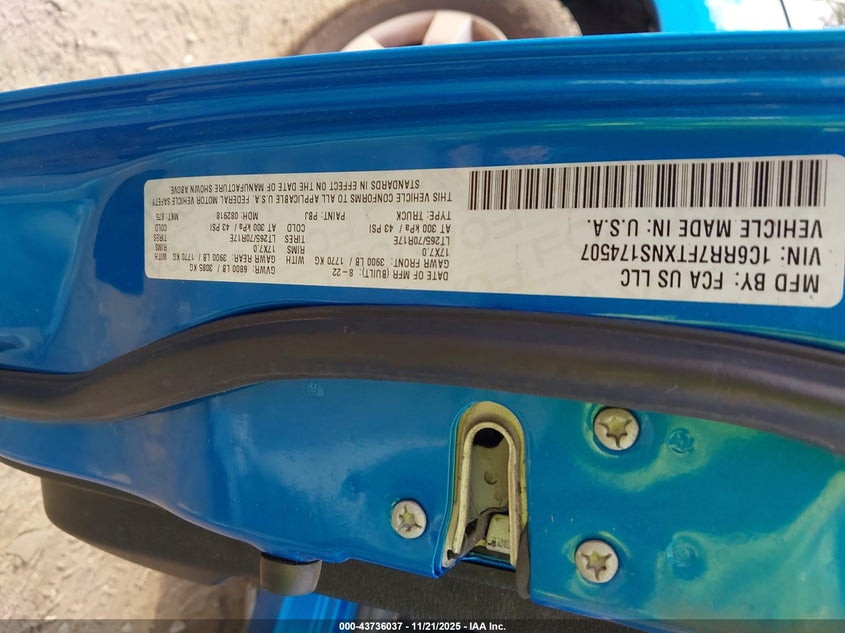 MFD BY: FCA US LLC
VIN: 1C6RR7FTXNS174507
VEHICLE MADE IN: U.S.A.
DATE OF MFR (BUILT): 8-22 GVWR: 6800 LB / 3085 KG
GAWR FRONT: 3900 LB / 1770 KG WITH GAWR REAR: 3900 LB / 1770 KG WITH
17X7.0 RIMS 17X7.0 RIMS
LT265/70R17E TIRES LT265/70R17E TIRES
AT 300 kPa / 43 PSI COLD AT 300 kPa / 43 PSI COLD
TYPE: TRUCK PAINT: PBJ MDH: 082918 MKT: 875
THIS VEHICLE CONFORMS TO ALL APPLICABLE U.S.A. FEDERAL MOTOR VEHICLE SAFETY
STANDARDS IN EFFECT ON THE DATE OF MANUFACTURE SHOWN ABOVE
000-43736037 - 11/21/2025 - IAA Inc.